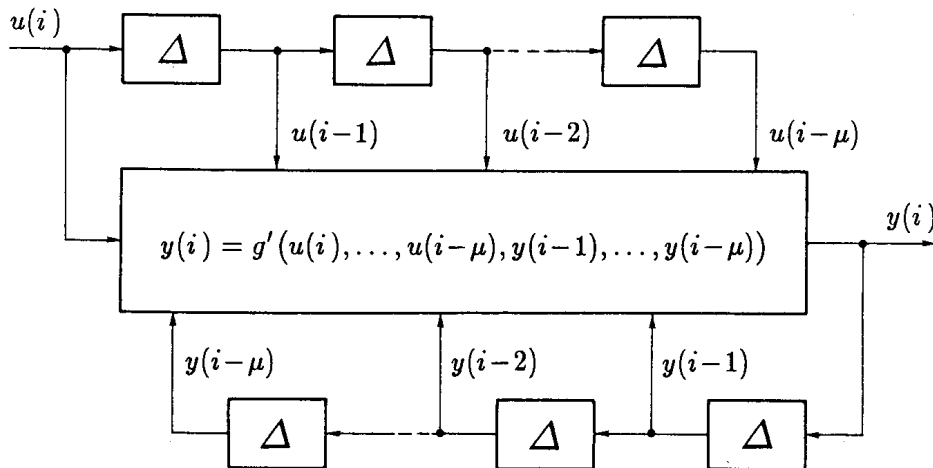 u(i)
Δ Δ Δ
u(i−1) u(i−2) u(i−μ)
y(i) = g′(u(i), . . . , u(i−μ), y(i−1), . . . , y(i−μ))
y(i)
y(i−μ) y(i−2) y(i−1)
Δ Δ Δ